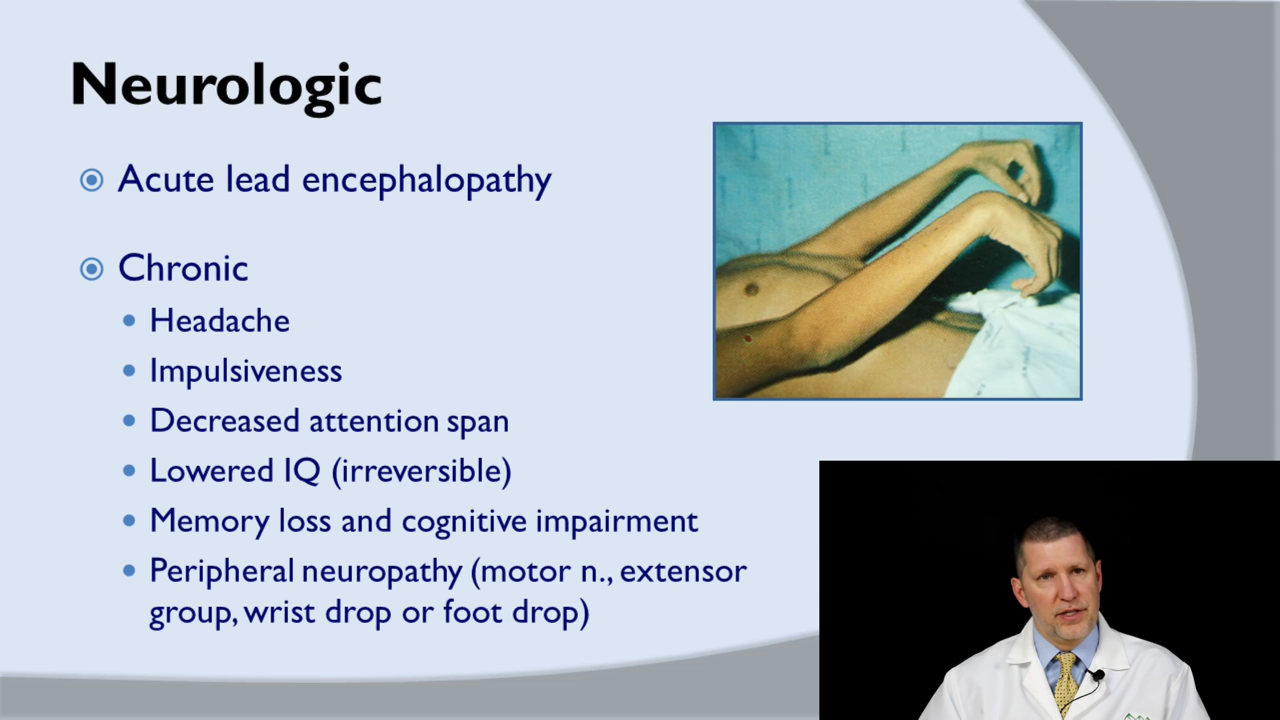 Neurologic
Acute lead encephalopathy
Chronic
Headache
Impulsiveness
Decreased attention span
Lowered IQ (irreversible)
Memory loss and cognitive impairment
Peripheral neuropathy (motor n., extensor
group, wrist drop or foot drop)